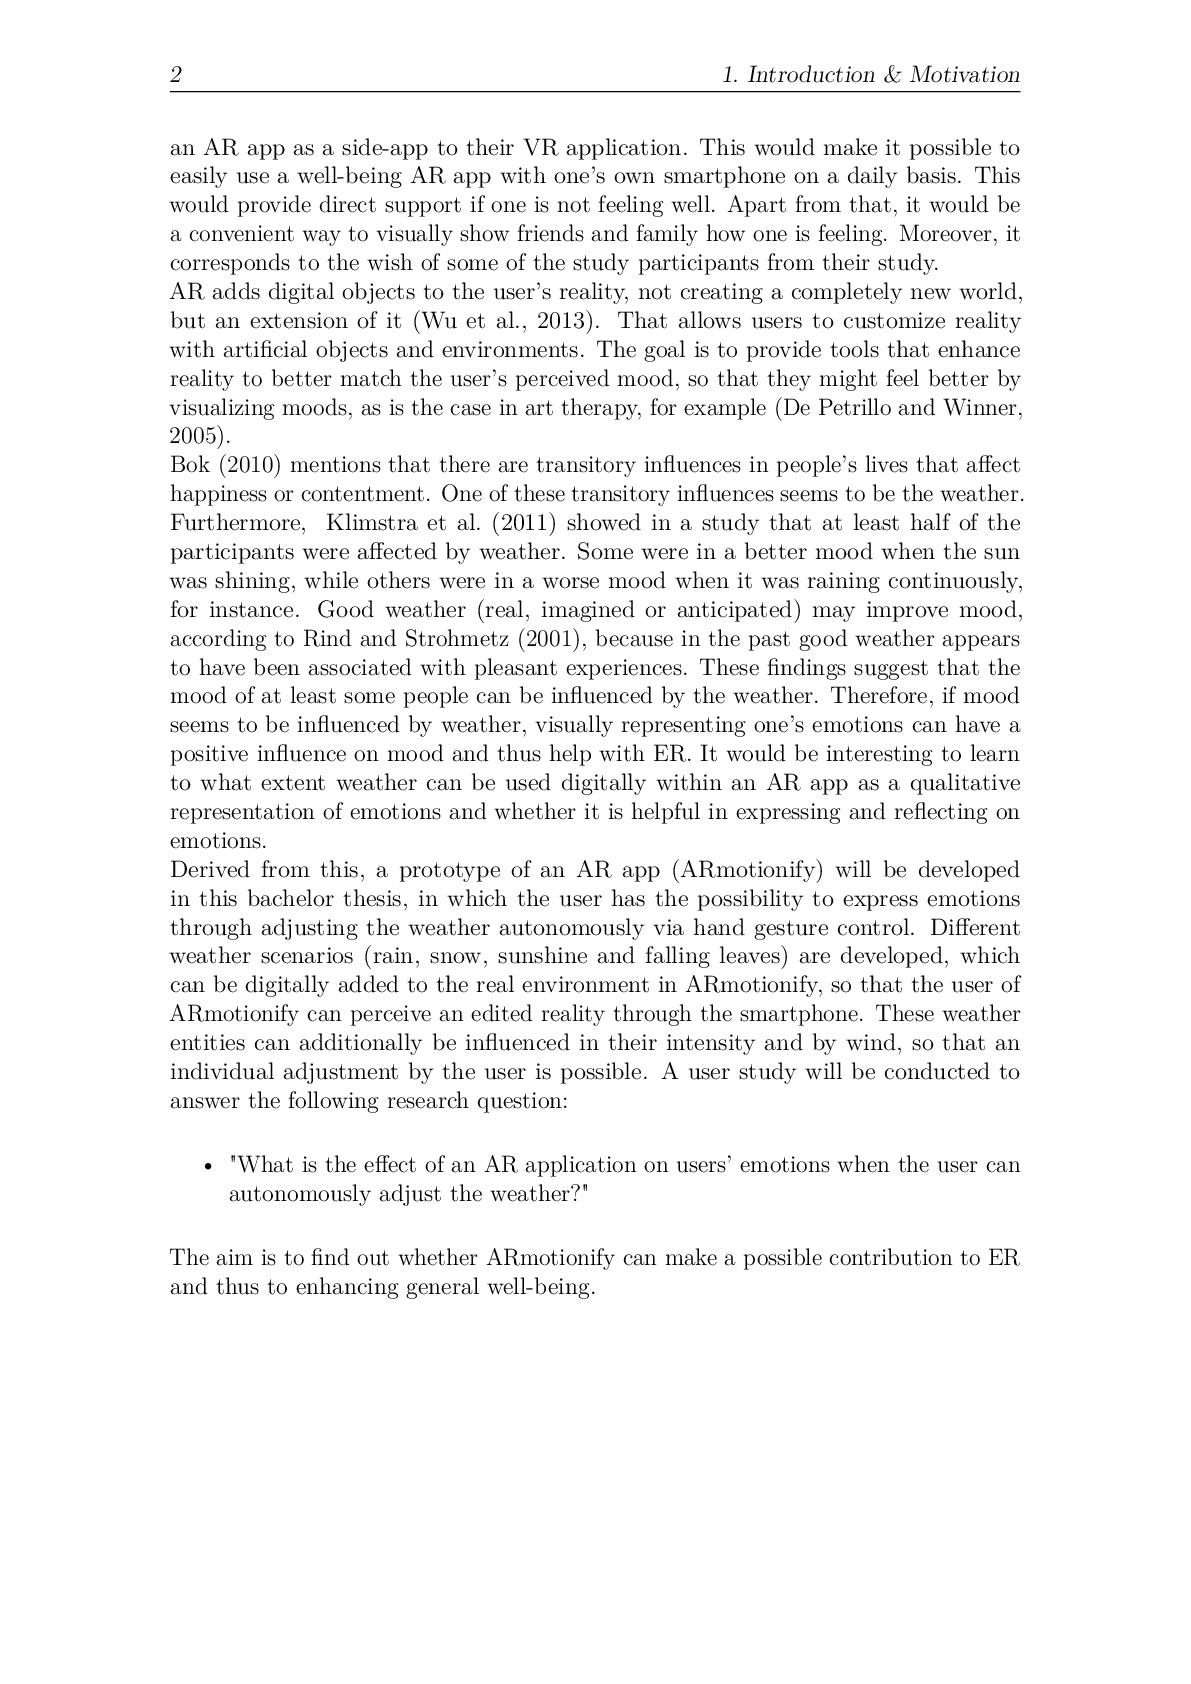 2 1. Introduction & Motivation
an AR app as a side-app to their VR application. This would make it possible to
easily use a well-being AR app with one's own smartphone on a daily basis. This
would provide direct support if one is not feeling well. Apart from that, it would be
a convenient way to visually show friends and family how one is feeling. Moreover, it
corresponds to the wish of some of the study participants from their study.
AR adds digital objects to the user's reality, not creating a completely new world,
but an extension of it (Wu et al., 2013). That allows users to customize reality
with artificial objects and environments. The goal is to provide tools that enhance
reality to better match the user's perceived mood, so that they might feel better by
visualizing moods, as is the case in art therapy, for example (De Petrillo and Winner,
2005).
Bok (2010) mentions that there are transitory influences in people's lives that affect
happiness or contentment. One of these transitory influences seems to be the weather.
Furthermore, Klimstra et al. (2011) showed in a study that at least half of the
participants were affected by weather. Some were in a better mood when the sun
was shining, while others were in a worse mood when it was raining continuously,
for instance. Good weather (real, imagined or anticipated) may improve mood,
according to Rind and Strohmetz (2001), because in the past good weather appears
to have been associated with pleasant experiences. These findings suggest that the
mood of at least some people can be influenced by the weather. Therefore, if mood
seems to be influenced by weather, visually representing one's emotions can have a
positive influence on mood and thus help with ER. It would be interesting to learn
to what extent weather can be used digitally within an AR app as a qualitative
representation of emotions and whether it is helpful in expressing and reflecting on
emotions.
Derived from this, a prototype of an AR app (ARmotionify) will be developed
in this bachelor thesis, in which the user has the possibility to express emotions
through adjusting the weather autonomously via hand gesture control. Different
weather scenarios (rain, snow, sunshine and falling leaves) are developed, which
can be digitally added to the real environment in ARmotionify, so that the user of
ARmotionify can perceive an edited reality through the smartphone. These weather
entities can additionally be influenced in their intensity and by wind, so that an
individual adjustment by the user is possible. A user study will be conducted to
answer the following research question:
• "What is the effect of an AR application on users' emotions when the user can
autonomously adjust the weather?"
The aim is to find out whether ARmotionify can make a possible contribution to ER
and thus to enhancing general well-being.